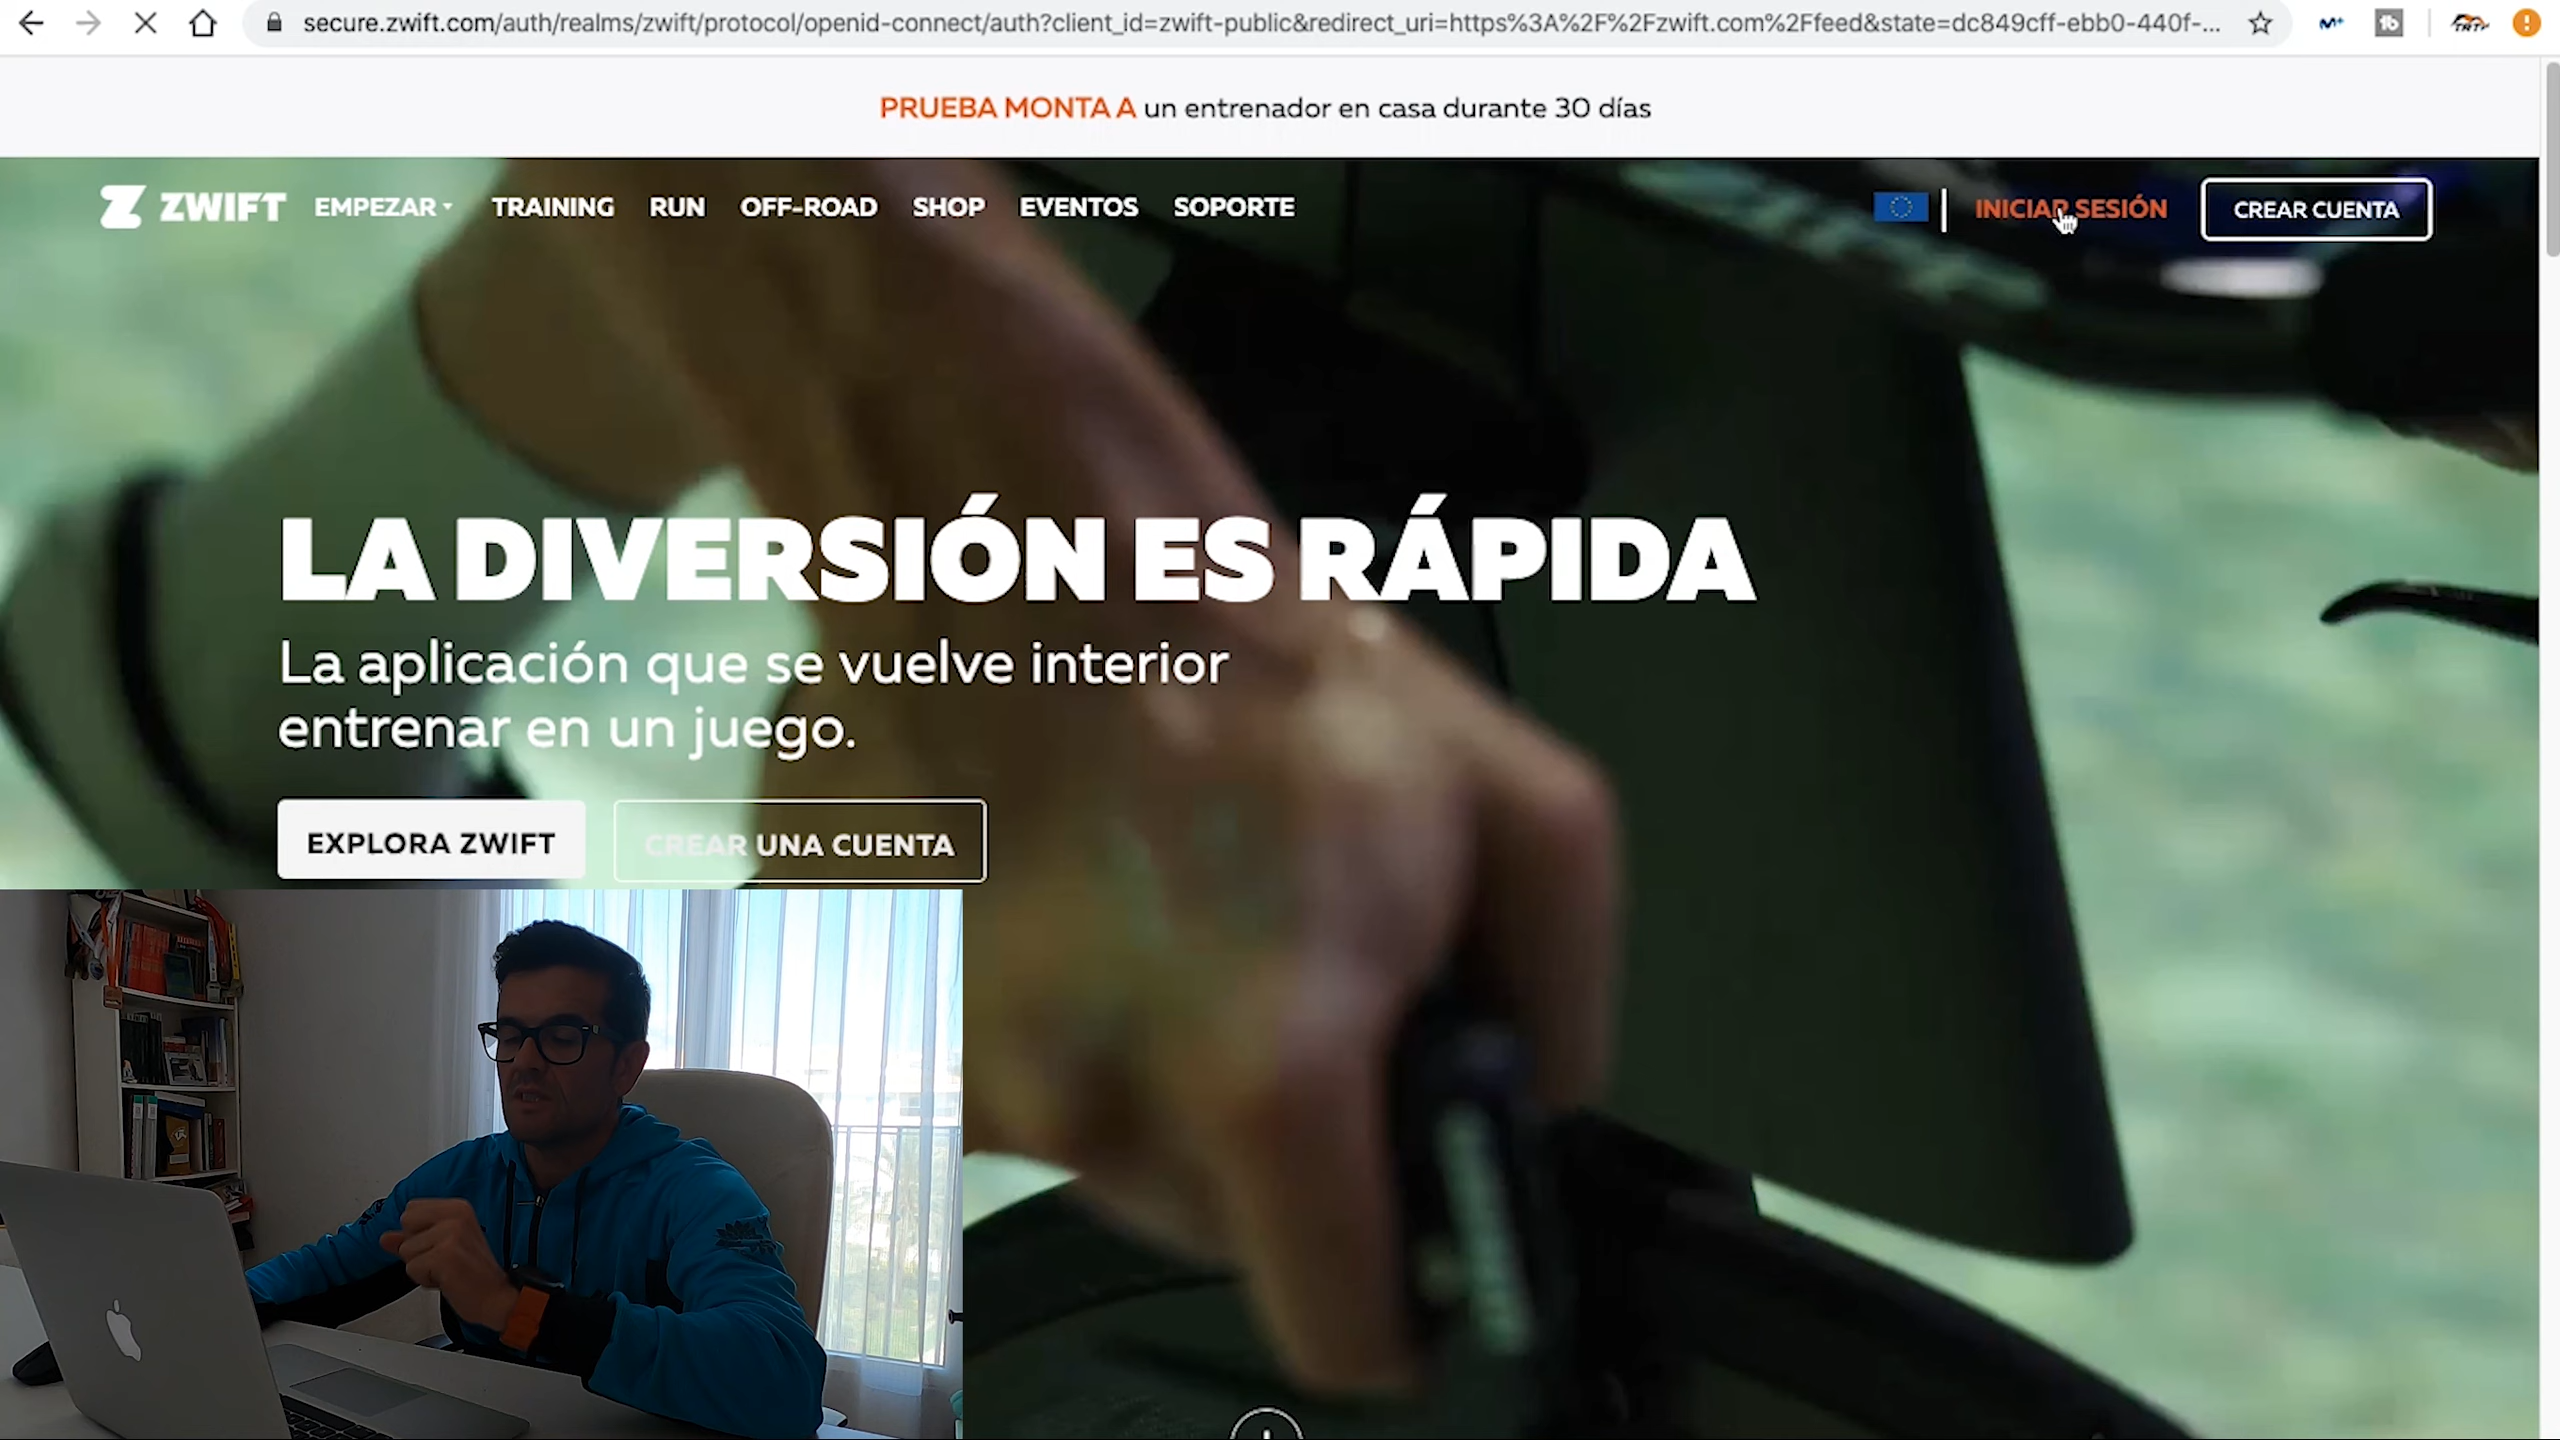 secure.zwift.com/auth/realms/zwift/protocol/openid-connect/auth?client_id=zwift-public&redirect_uri=https%3A%2F%2Fzwift.com%2Ffeed&state=dc849cff-ebb0-440f-...
PRUEBA MONTA A un entrenador en casa durante 30 días
ZWIFT EMPEZAR TRAINING RUN OFF-ROAD SHOP EVENTOS SOPORTE INICIAR SESIÓN CREAR CUENTA
LA DIVERSIÓN ES RÁPIDA
La aplicación que se vuelve interior
entrenar en un juego.
EXPLORA ZWIFT CREAR UNA CUENTA